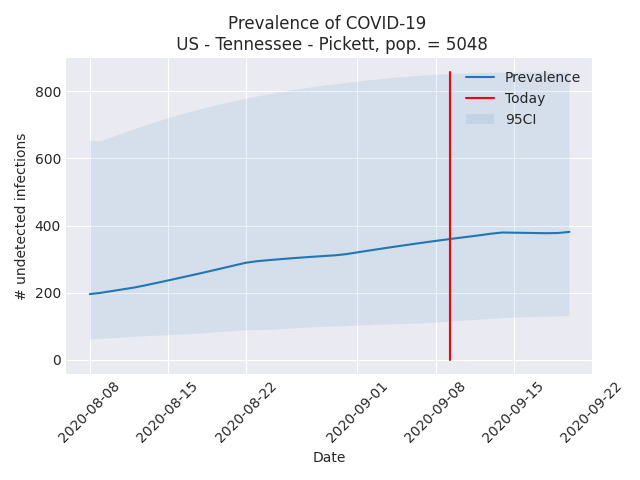 Prevalence of COVID-19
US - Tennessee - Pickett, pop. = 5048
# undetected infections
800
600
400
200
0
Prevalence
Today
95CI
2020-08-08
2020-08-15
2020-08-22
2020-09-01
2020-09-08
2020-09-15
2020-09-22
Date